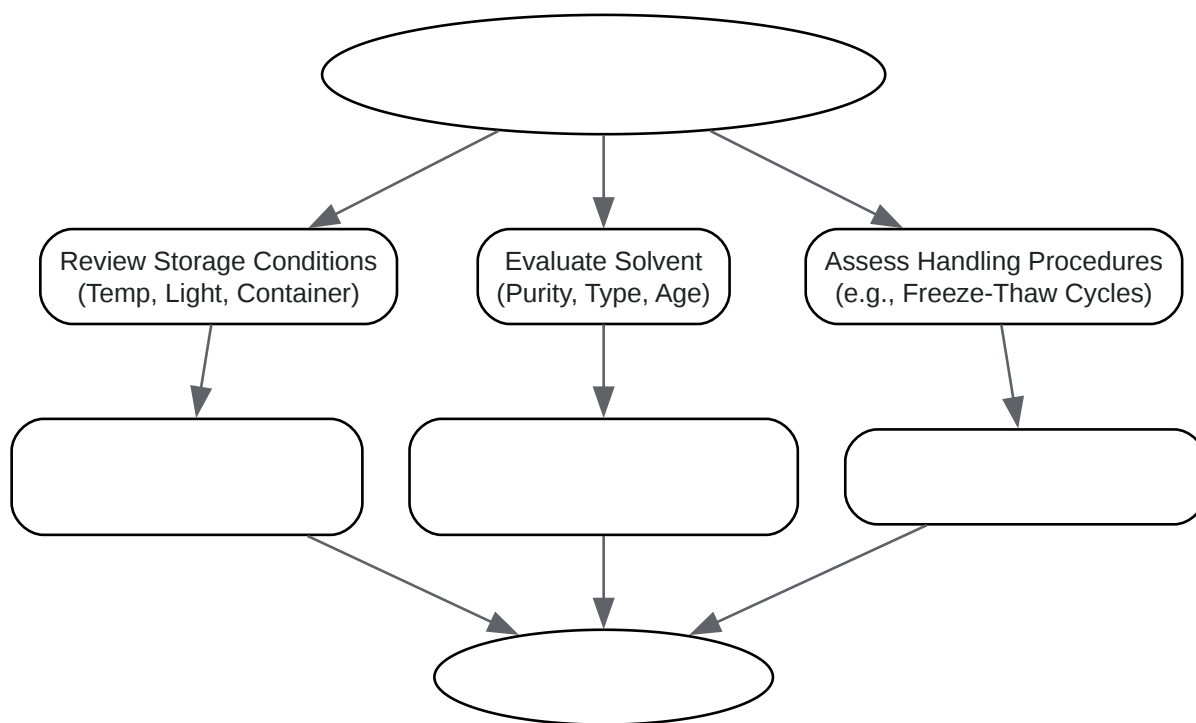 Review Storage Conditions
(Temp, Light, Container)
Evaluate Solvent
(Purity, Type, Age)
Assess Handling Procedures
(e.g., Freeze-Thaw Cycles)